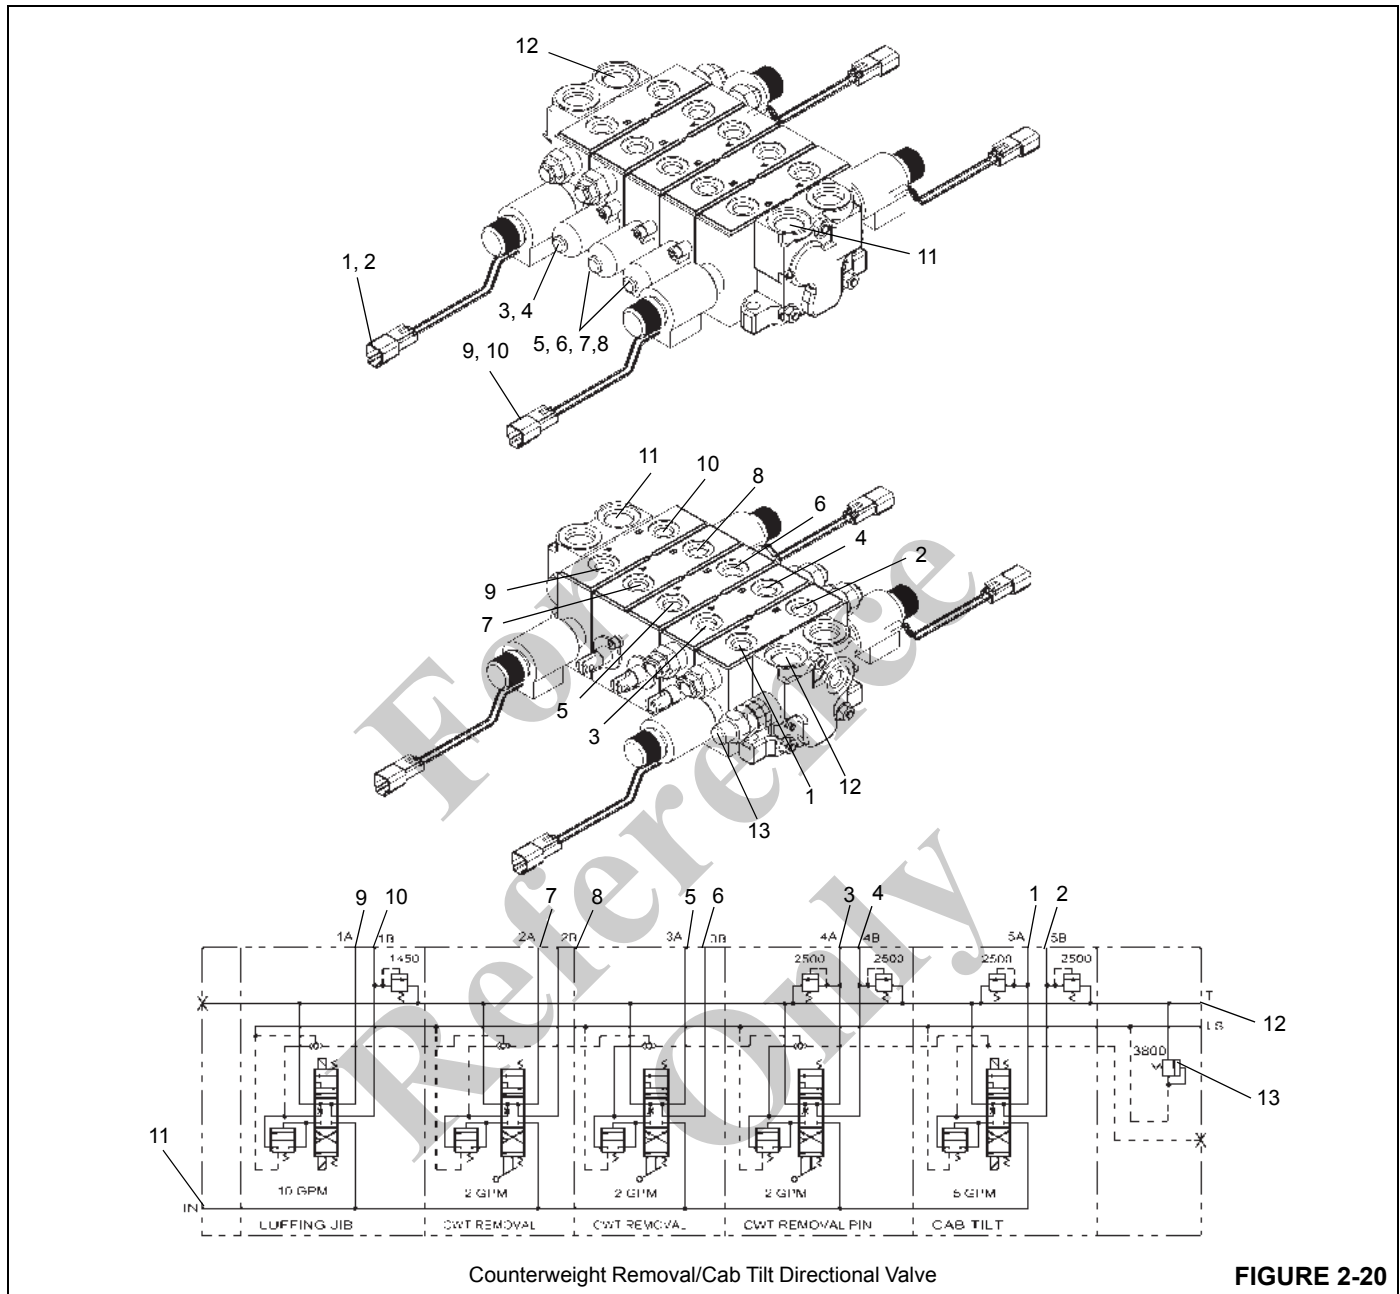 12
11
1, 2
3, 4
5, 6, 7,8
9, 10
11
10
8
6
4
2
9
7
5
3
1
12
13
For
Reference
Only
9
10
7
8
5
6
3
4
1
2
1A
1B
2A
2B
3A
3B
4A
4B
5A
5B
1450
2500
2500
2500
2500
T
12
LS
3800
13
11
IN
10 GPM
2 GPM
2 GPM
2 GPM
5 GPM
LUFFING JIB
CWT REMOVAL
CWT REMOVAL
CWT REMOVAL PIN
CAB TILT
Counterweight Removal/Cab Tilt Directional Valve
FIGURE 2-20